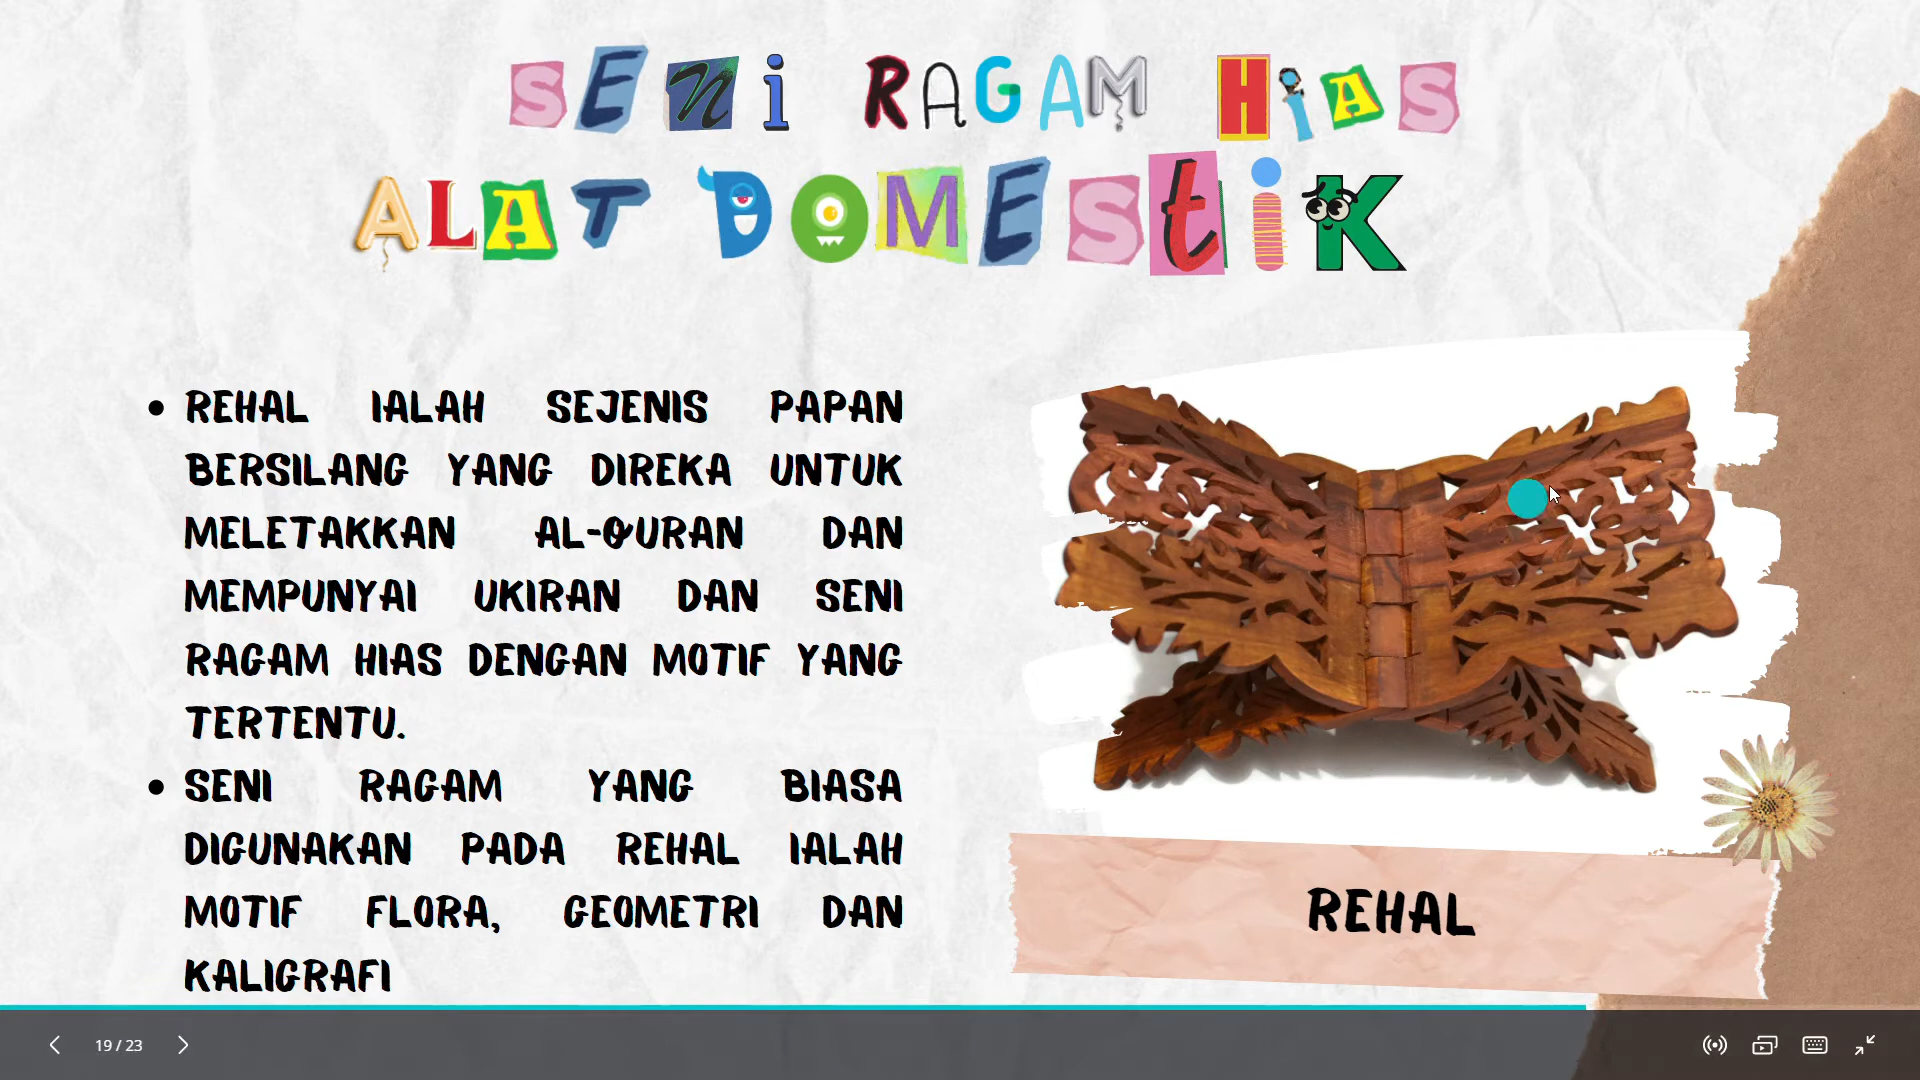 SENi RAGAM HiAS
ALAT DOMEStiK
REHAL IALAH SEJENIS PAPAN
BERSILANG YANG DIREKA UNTUK
MELETAKKAN AL-QURAN DAN
MEMPUNYAI UKIRAN DAN SENI
RAGAM HIAS DENGAN MOTIF YANG
TERTENTU.
SENI RAGAM YANG BIASA
DIGUNAKAN PADA REHAL IALAH
MOTIF FLORA, GEOMETRI DAN
KALIGRAFI
REHAL
19 / 23